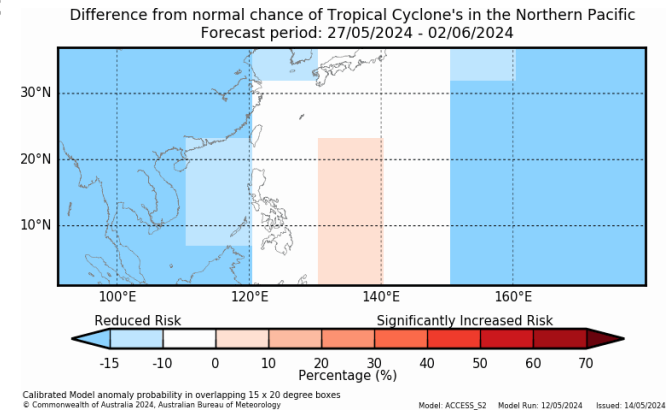 Difference from normal chance of Tropical Cyclone's in the Northern Pacific
Forecast period: 27/05/2024 - 02/06/2024
30°N
20°N
10°N
100°E 120°E 140°E 160°E
Reduced Risk Significantly Increased Risk
-15 -10 0 10 20 30 40 50 60 70
Percentage (%)
Calibrated Model anomaly probability in overlapping 15 x 20 degree boxes
© Commonwealth of Australia 2024, Australian Bureau of Meteorology Model: ACCESS_S2 Model Run: 12/05/2024 Issued: 14/05/2024